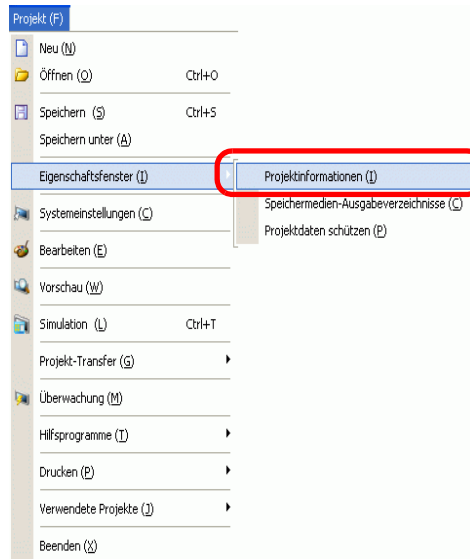 Projekt (F)
Neu (N)
Öffnen (O) Ctrl+O
Speichern (S) Ctrl+S
Speichern unter (A)
Eigenschaftsfenster (I)
Projektinformationen (I)
Speichermedien-Ausgabeverzeichnisse (C)
Projektdaten schützen (P)
Systemeinstellungen (C)
Bearbeiten (E)
Vorschau (W)
Simulation (L) Ctrl+T
Projekt-Transfer (G)
Überwachung (M)
Hilfsprogramme (T)
Drucken (P)
Verwendete Projekte (J)
Beenden (X)